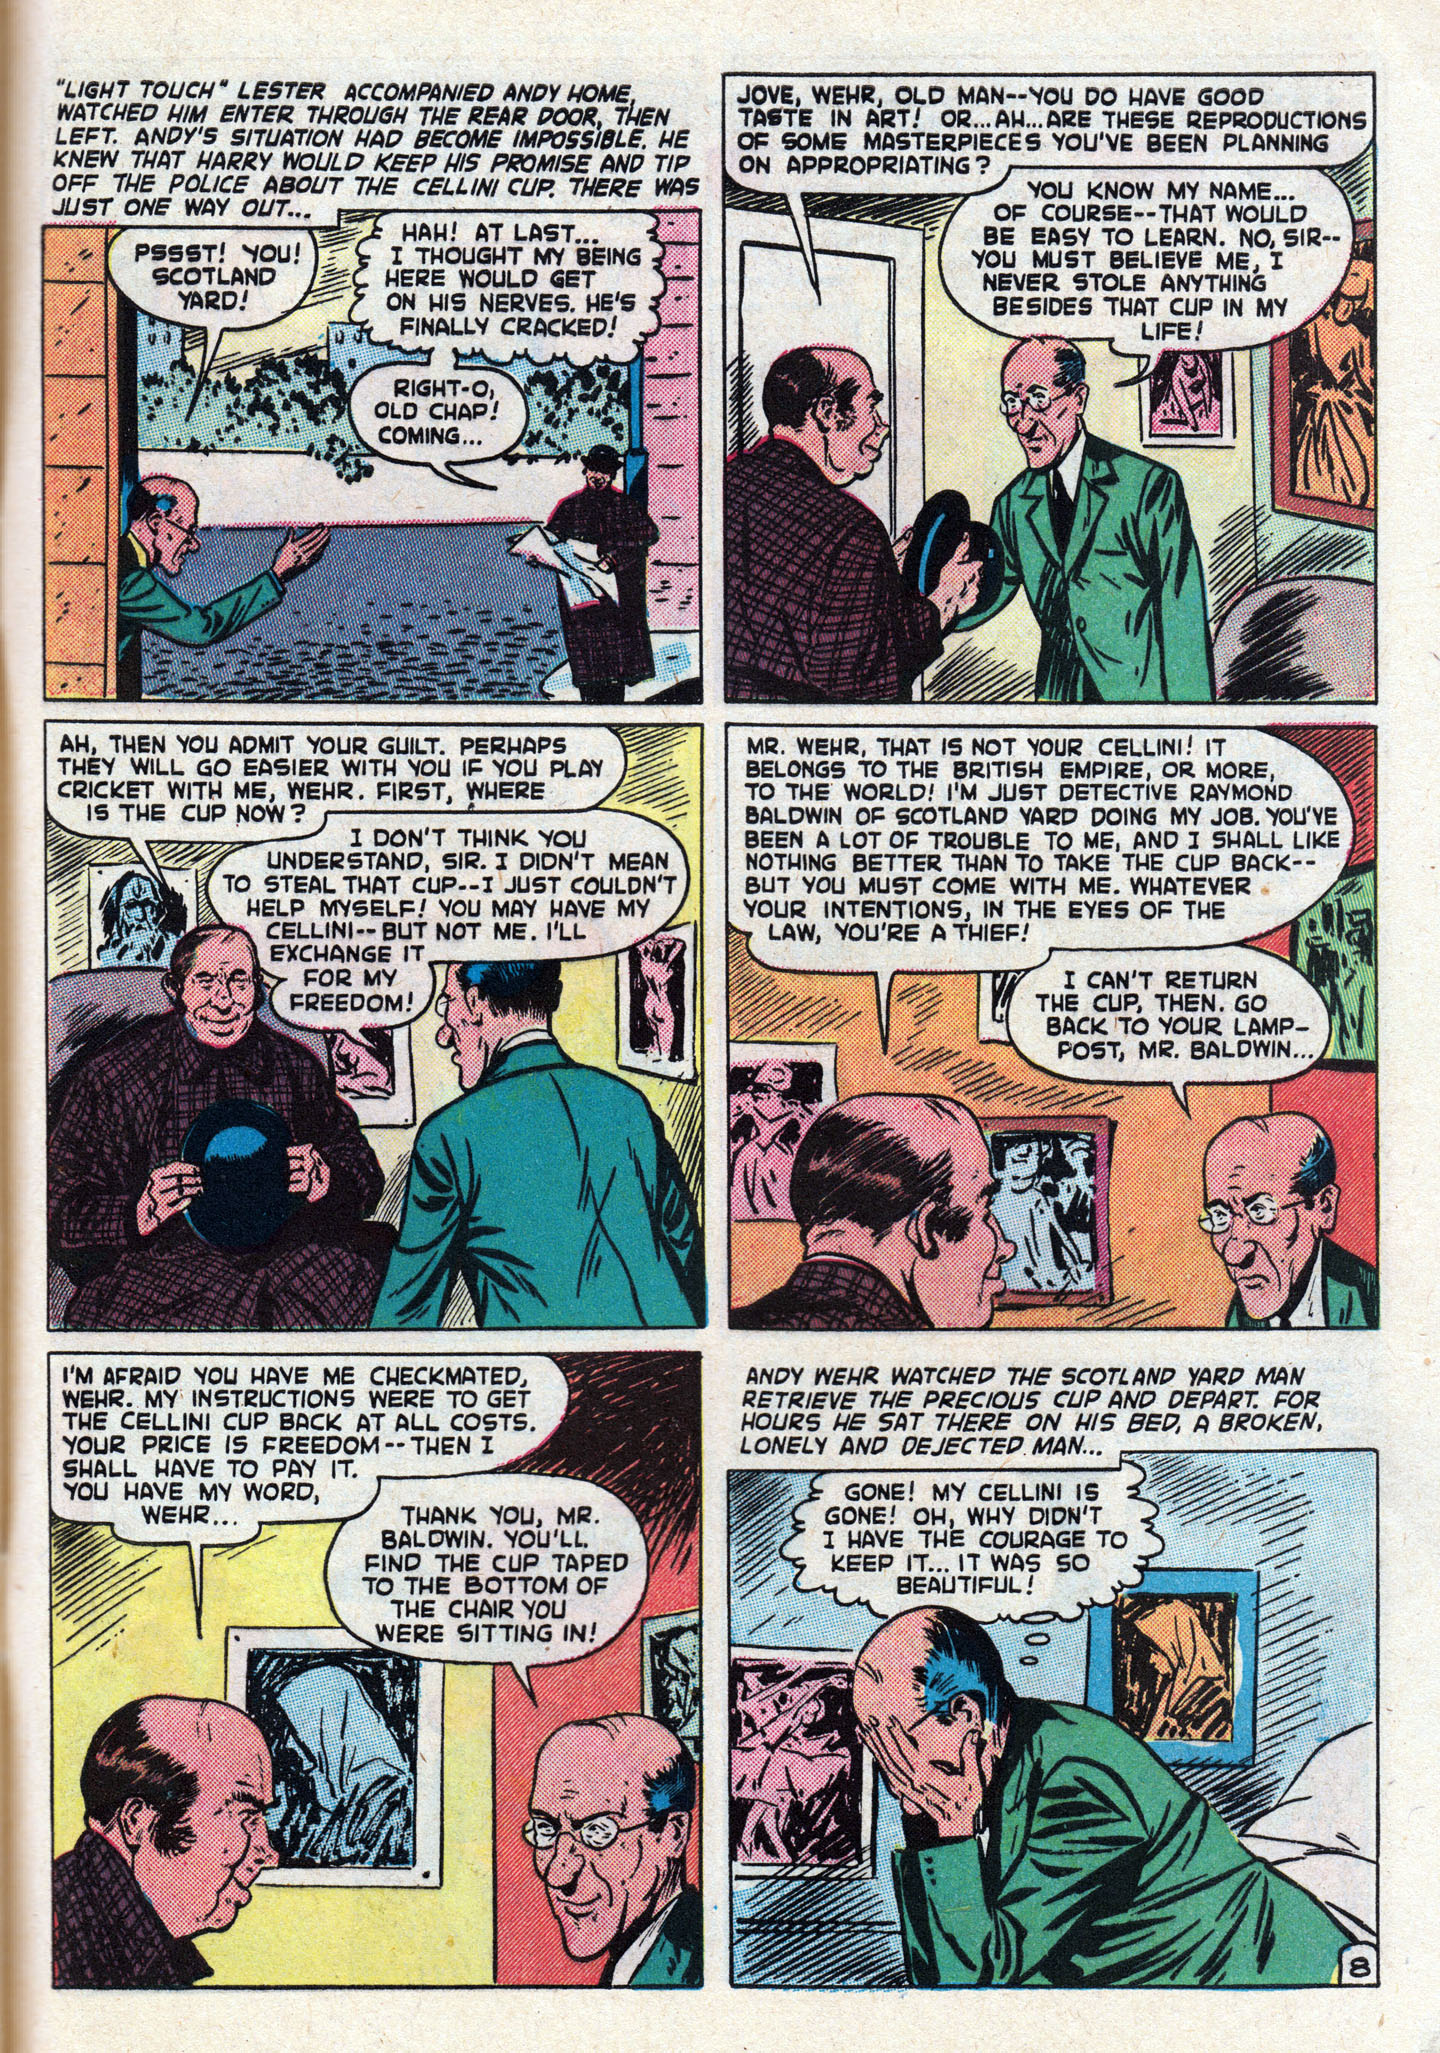 "LIGHT TOUCH" LESTER ACCOMPANIED ANDY HOME,
WATCHED HIM ENTER THROUGH THE REAR DOOR, THEN
LEFT. ANDY'S SITUATION HAD BECOME IMPOSSIBLE. HE
KNEW THAT HARRY WOULD KEEP HIS PROMISE AND TIP
OFF THE POLICE ABOUT THE CELLINI CUP. THERE WAS
JUST ONE WAY OUT...
PSSST! YOU!
SCOTLAND
YARD!
HAH! AT LAST...
I THOUGHT MY BEING
HERE WOULD GET
ON HIS NERVES. HE'S
FINALLY CRACKED!
RIGHT-O,
OLD CHAP!
COMING...
JOVE, WEHR, OLD MAN--YOU DO HAVE GOOD
TASTE IN ART! OR...AH...ARE THESE REPRODUCTIONS
OF SOME MASTERPIECES YOU'VE BEEN PLANNING
ON APPROPRIATING?
YOU KNOW MY NAME...
OF COURSE--THAT WOULD
BE EASY TO LEARN. NO, SIR--
YOU MUST BELIEVE ME, I
NEVER STOLE ANYTHING
BESIDES THAT CUP IN MY
LIFE!
AH, THEN YOU ADMIT YOUR GUILT. PERHAPS
THEY WILL GO EASIER WITH YOU IF YOU PLAY
CRICKET WITH ME, WEHR. FIRST, WHERE
IS THE CUP NOW?
I DON'T THINK YOU
UNDERSTAND, SIR. I DIDN'T MEAN
TO STEAL THAT CUP--I JUST COULDN'T
HELP MYSELF! YOU MAY HAVE MY
CELLINI--BUT NOT ME. I'LL
EXCHANGE IT
FOR MY
FREEDOM!
MR. WEHR, THAT IS NOT YOUR CELLINI! IT
BELONGS TO THE BRITISH EMPIRE, OR MORE,
TO THE WORLD! I'M JUST DETECTIVE RAYMOND
BALDWIN OF SCOTLAND YARD DOING MY JOB. YOU'VE
BEEN A LOT OF TROUBLE TO ME, AND I SHALL LIKE
NOTHING BETTER THAN TO TAKE THE CUP BACK--
BUT YOU MUST COME WITH ME. WHATEVER
YOUR INTENTIONS, IN THE EYES OF THE
LAW, YOU'RE A THIEF!
I CAN'T RETURN
THE CUP, THEN. GO
BACK TO YOUR LAMP-
POST, MR. BALDWIN...
I'M AFRAID YOU HAVE ME CHECKMATED,
WEHR. MY INSTRUCTIONS WERE TO GET
THE CELLINI CUP BACK AT ALL COSTS.
YOUR PRICE IS FREEDOM--THEN I
SHALL HAVE TO PAY IT.
YOU HAVE MY WORD,
WEHR...
THANK YOU, MR.
BALDWIN. YOU'LL
FIND THE CUP TAPED
TO THE BOTTOM OF
THE CHAIR YOU
WERE SITTING IN!
ANDY WEHR WATCHED THE SCOTLAND YARD MAN
RETRIEVE THE PRECIOUS CUP AND DEPART. FOR
HOURS HE SAT THERE ON HIS BED, A BROKEN,
LONELY AND DEJECTED MAN...
GONE! MY CELLINI IS
GONE! OH, WHY DIDN'T
I HAVE THE COURAGE TO
KEEP IT... IT WAS SO
BEAUTIFUL!
8